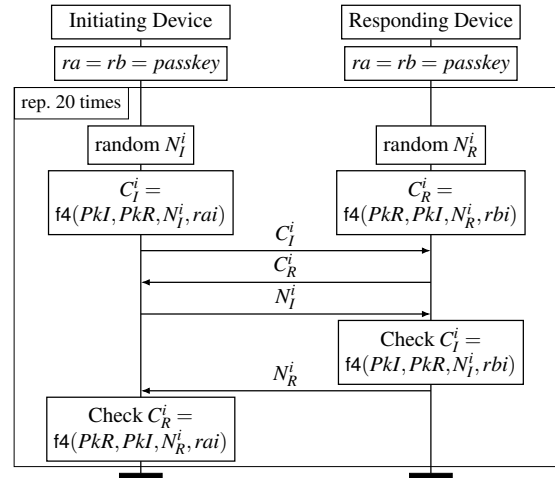 Initiating Device Responding Device
ra = rb = passkey ra = rb = passkey
rep. 20 times
random N_I^i random N_R^i
C_I^i = C_R^i =
f4(PkI, PkR, N_I^i, rai) f4(PkR, PkI, N_R^i, rbi)
C_I^i
C_R^i
N_I^i
Check C_I^i =
f4(PkI, PkR, N_I^i, rbi)
N_R^i
Check C_R^i =
f4(PkR, PkI, N_R^i, rai)